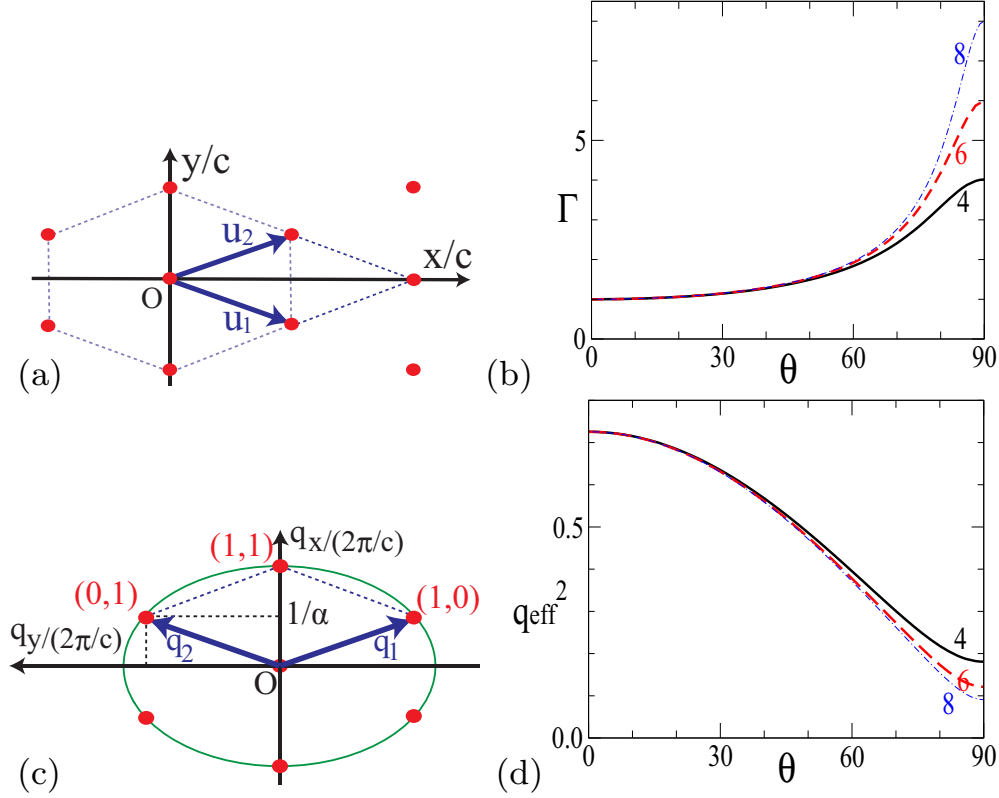 y/c
u2
x/c
O
u1
(a)
Γ
5
0
8
6
4
0
30
60
90
θ
(b)
qx/(2π/c)
(1,1)
(0,1)
1/α
(1,0)
qy/(2π/c)
q2
q1
O
(c)
qeff2
0.5
0.0
4
6
8
0
30
60
90
θ
(d)